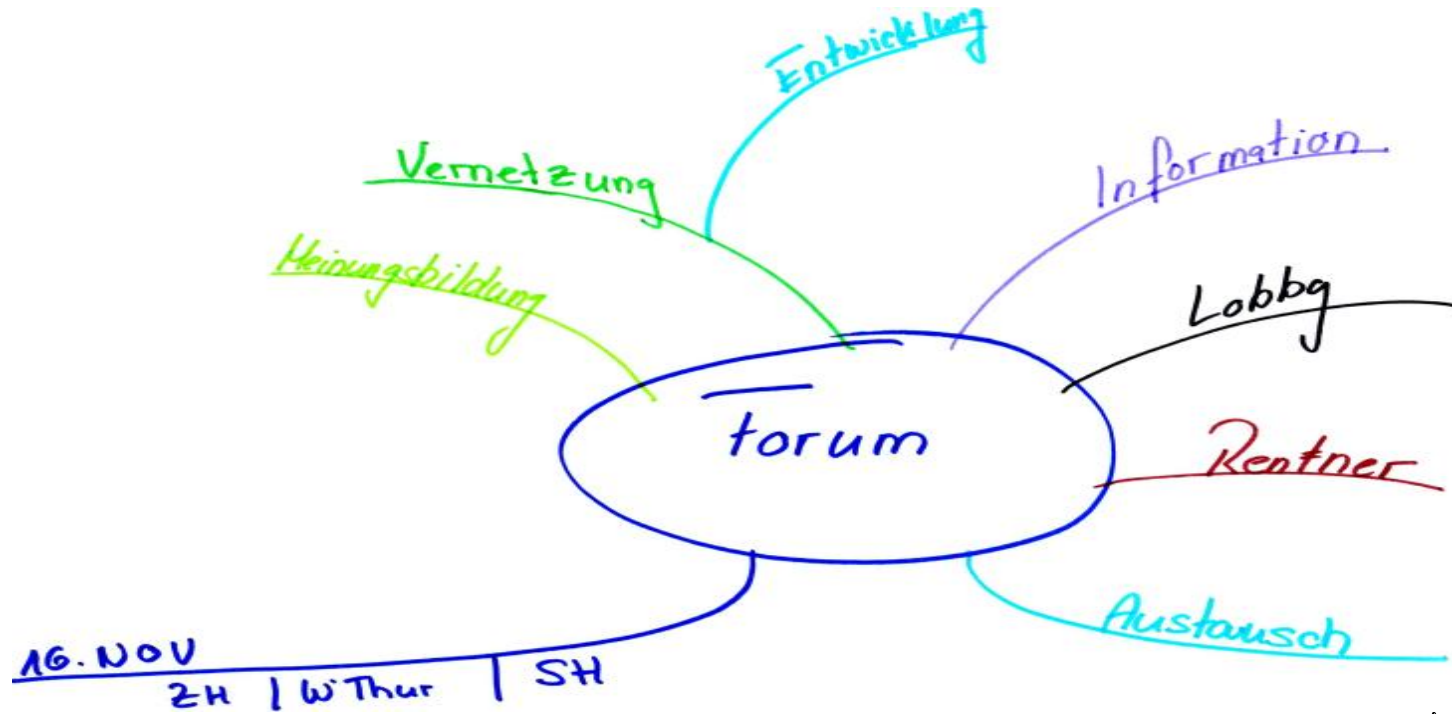 Entwicklung
Vernetzung
Information
Meinungsbildung
Lobby
Forum
Rentner
Austausch
16. NOV
ZH | W'Thur | SH